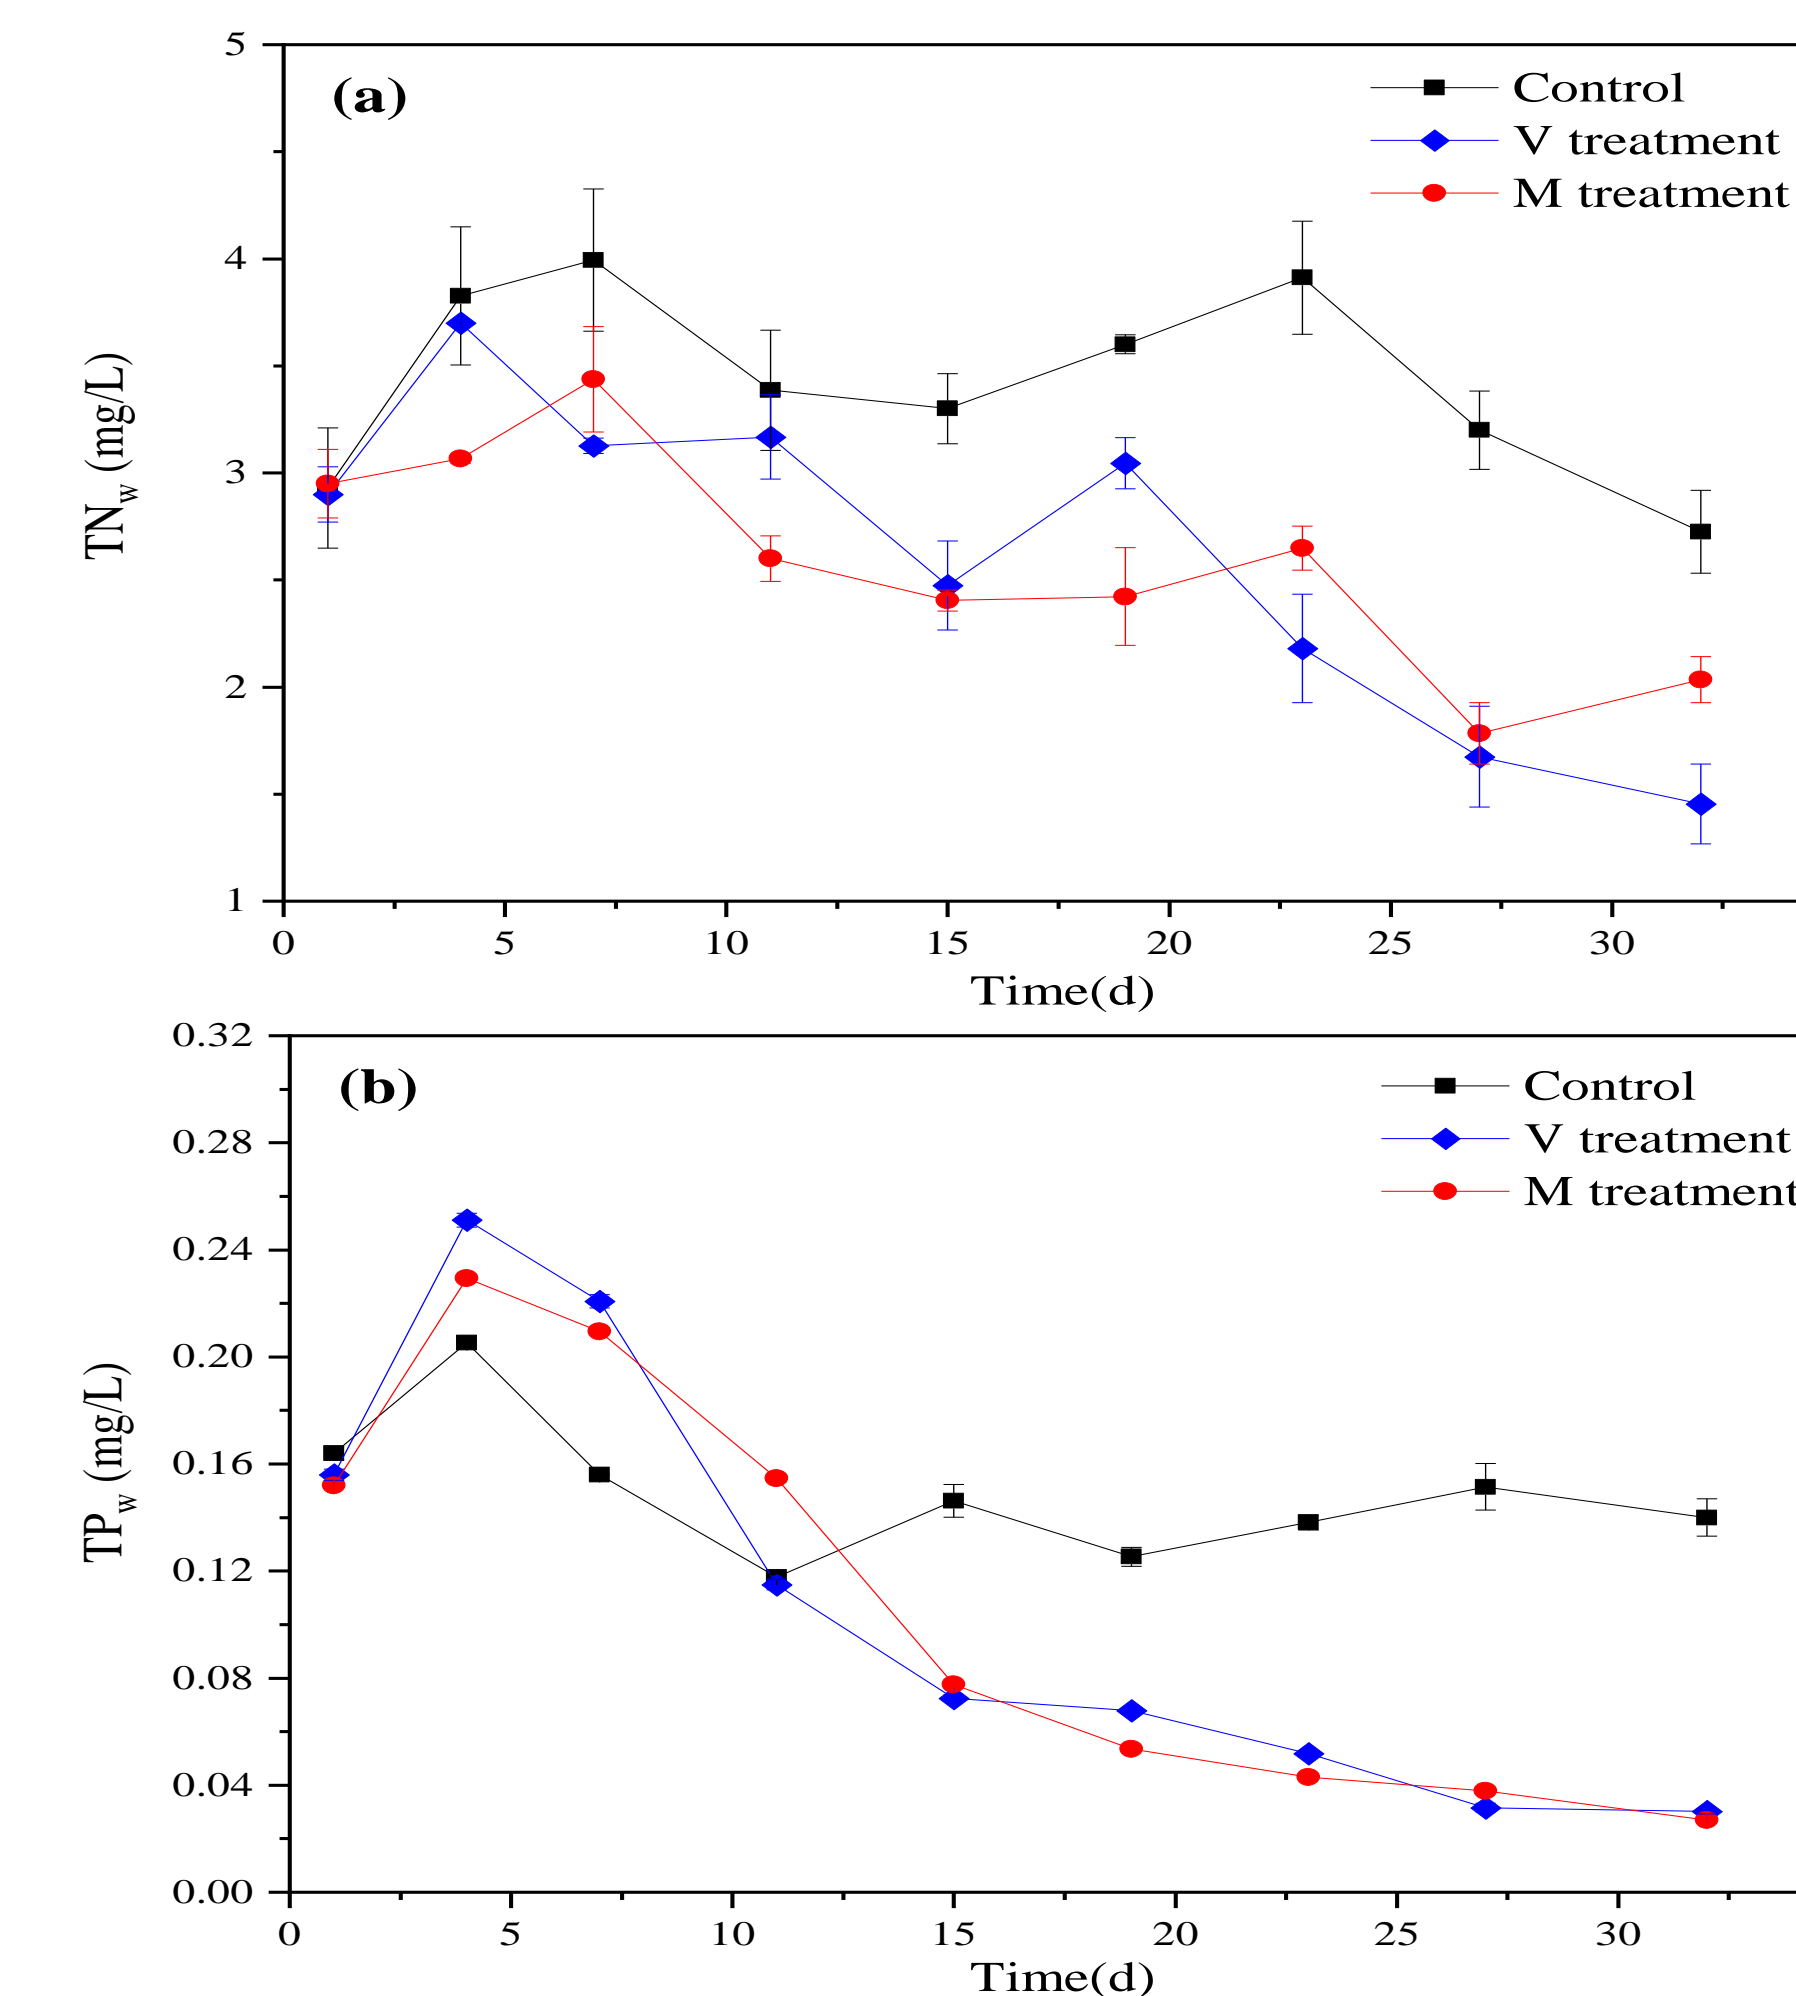 (a)
Control
V treatment
M treatment
5
4
3
2
1
TNw (mg/L)
0 5 10 15 20 25 30
Time(d)
(b)
Control
V treatment
M treatment
0.32
0.28
0.24
0.20
0.16
0.12
0.08
0.04
0.00
TPw (mg/L)
0 5 10 15 20 25 30
Time(d)